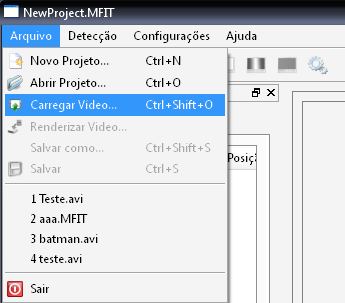 NewProject.MFIT
Arquivo Detecção Configurações Ajuda
Novo Projeto... Ctrl+N
Abrir Projeto... Ctrl+O
Carregar Video... Ctrl+Shift+O
Renderizar Video...
Salvar como... Ctrl+Shift+S
Salvar Ctrl+S
1 Teste.avi
2 aaa.MFIT
3 batman.avi
4 teste.avi
Sair